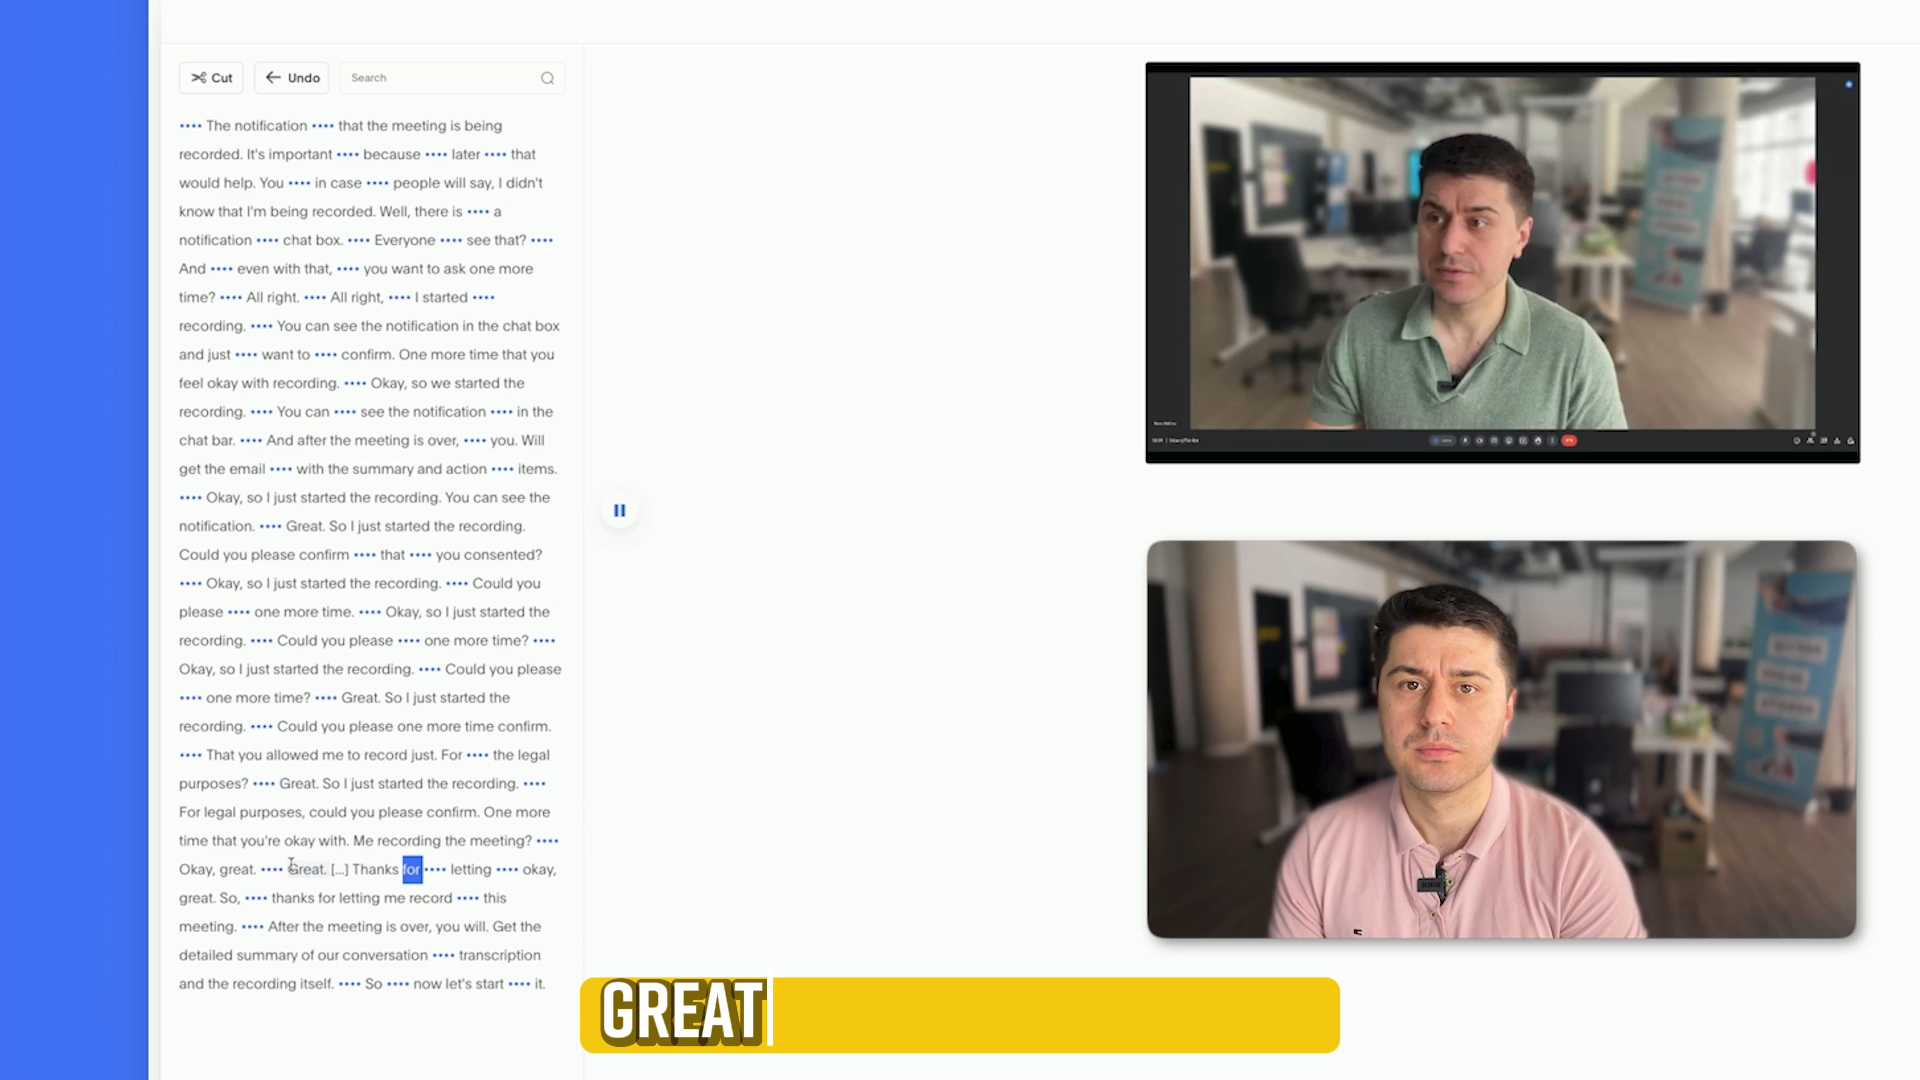 Cut
Undo
Search
•••• The notification •••• that the meeting is being
recorded. It's important •••• because •••• later •••• that
would help. You •••• in case •••• people will say, I didn't
know that I'm being recorded. Well, there is •••• a
notification •••• chat box. •••• Everyone •••• see that? ••••
And •••• even with that, •••• you want to ask one more
time? •••• All right. •••• All right, •••• I started ••••
recording. •••• You can see the notification in the chat box
and just •••• want to •••• confirm. One more time that you
feel okay with recording. •••• Okay, so we started the
recording. •••• You can •••• see the notification •••• in the
chat bar. •••• And after the meeting is over, •••• you. Will
get the email •••• with the summary and action •••• items.
•••• Okay, so I just started the recording. You can see the
notification. •••• Great. So I just started the recording.
Could you please confirm •••• that •••• you consented?
•••• Okay, so I just started the recording. •••• Could you
please •••• one more time. •••• Okay, so I just started the
recording. •••• Could you please •••• one more time? ••••
Okay, so I just started the recording. •••• Could you please
•••• one more time? •••• Great. So I just started the
recording. •••• Could you please one more time confirm.
•••• That you allowed me to record just. For •••• the legal
purposes? •••• Great. So I just started the recording. ••••
For legal purposes, could you please confirm. One more
time that you're okay with. Me recording the meeting? ••••
Okay, great. •••• Great. [...] Thanks for •••• letting •••• okay,
great. So, •••• thanks for letting me record •••• this
meeting. •••• After the meeting is over, you will. Get the
detailed summary of our conversation •••• transcription
and the recording itself. •••• So •••• now let's start •••• it.
GREAT